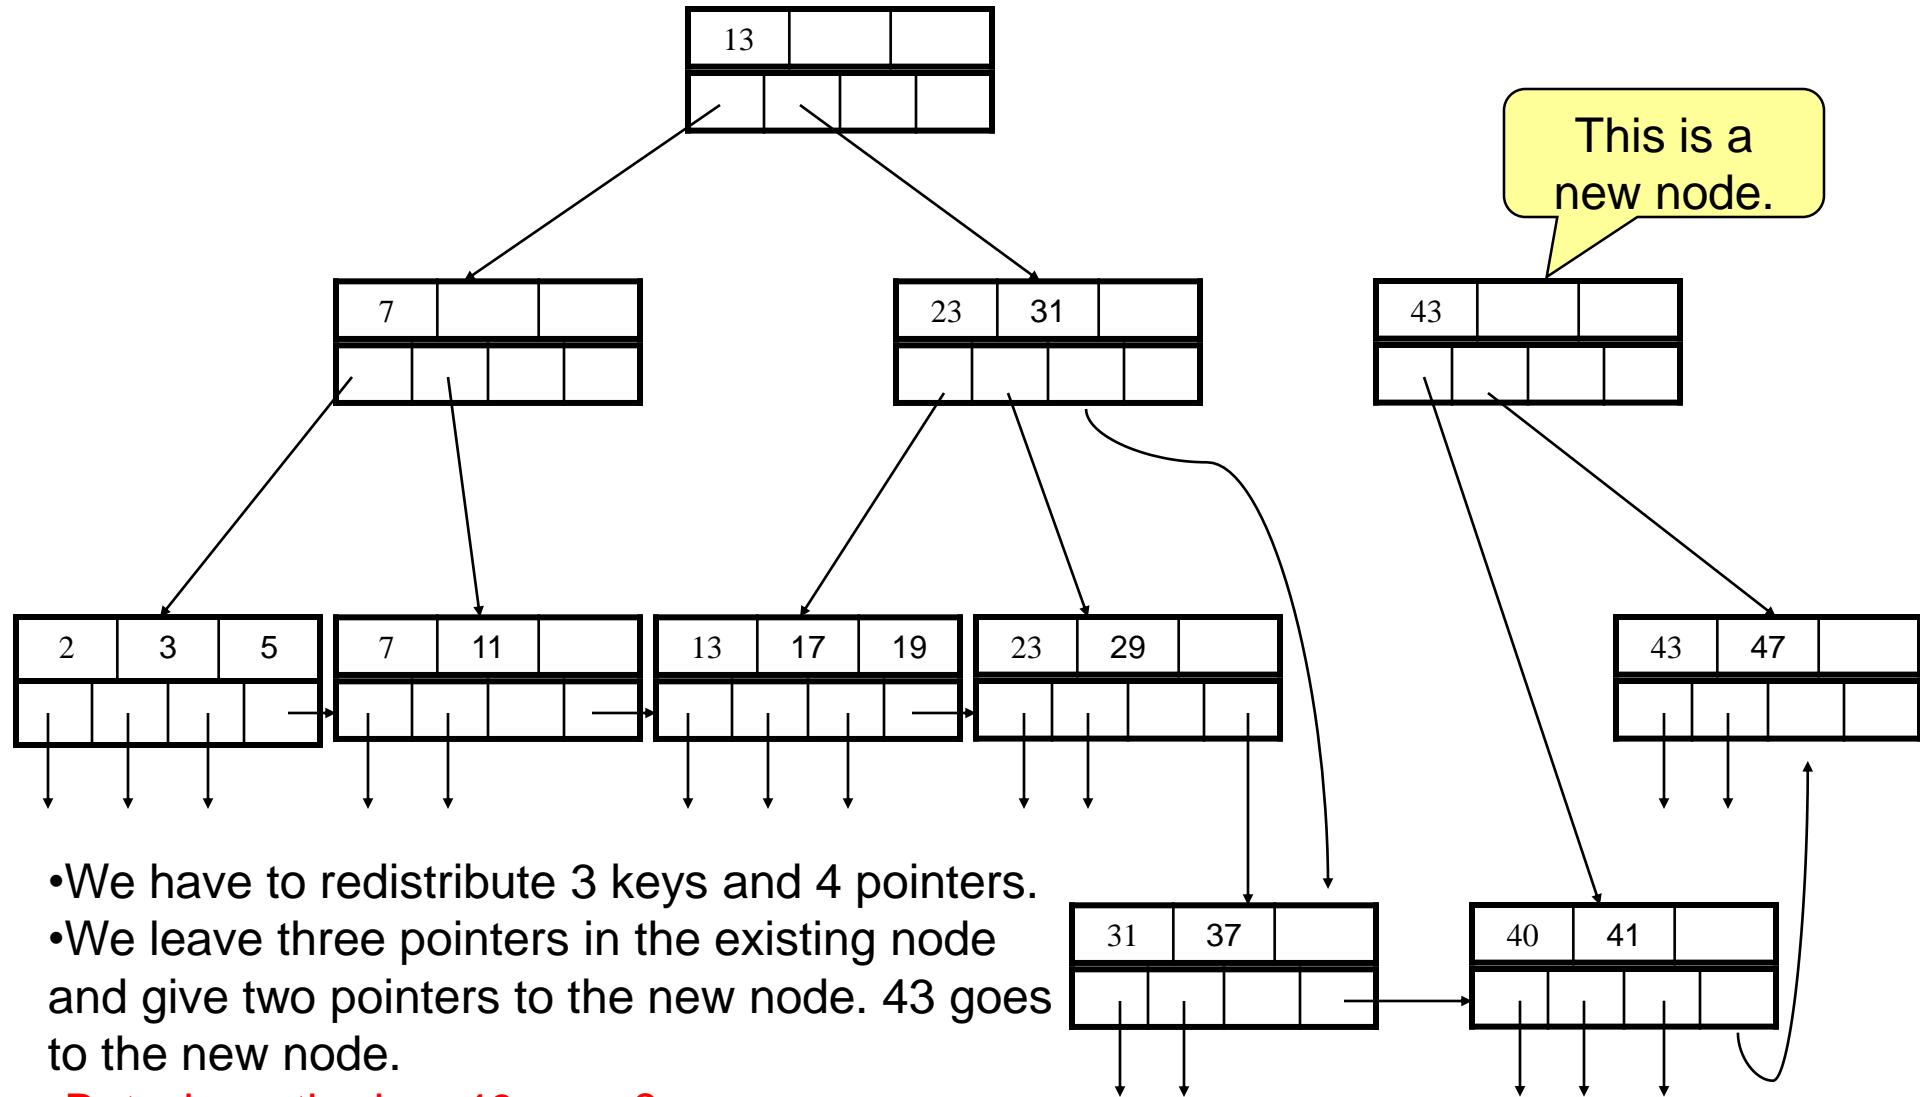 13
This is a
new node.
7
23 31
43
2 3 5
7 11
13 17 19
23 29
43 47
•We have to redistribute 3 keys and 4 pointers.
•We leave three pointers in the existing node
and give two pointers to the new node. 43 goes
to the new node.
31 37
40 41